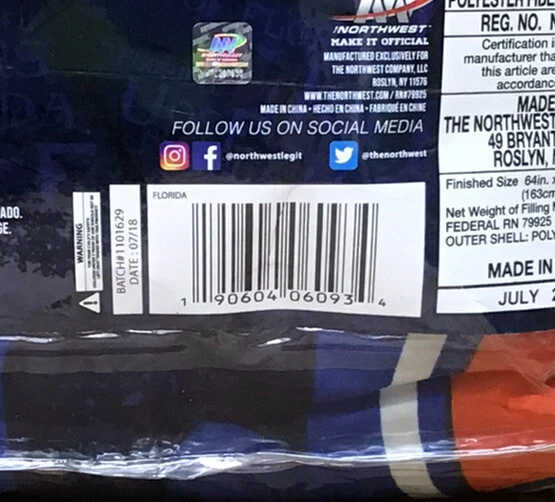 !NORTHWEST™
MAKE IT OFFICIAL
MANUFACTURED EXCLUSIVELY FOR
THE NORTHWEST COMPANY, LLC
ROSLYN, NY 11576
WWW.THENORTHWEST.COM / RN#79925
MADE IN CHINA • HECHO EN CHINA • FABRIQUÉ EN CHINE
FOLLOW US ON SOCIAL MEDIA
@northwestlegit
@thenorthwest
ADO.
GE.
WARNING
BATCH#1101629
DATE: 07/18
FLORIDA
1 90604 06093 4
POLYESTER FIBE
REG. NO.
Certification i
manufacturer tha
this article are
accordanc
MADE
THE NORTHWEST
49 BRYANT
ROSLYN,
Finished Size 64in. x
(163cm
Net Weight of Filling
FEDERAL RN 79925
OUTER SHELL: POLY
MADE IN
JULY 2